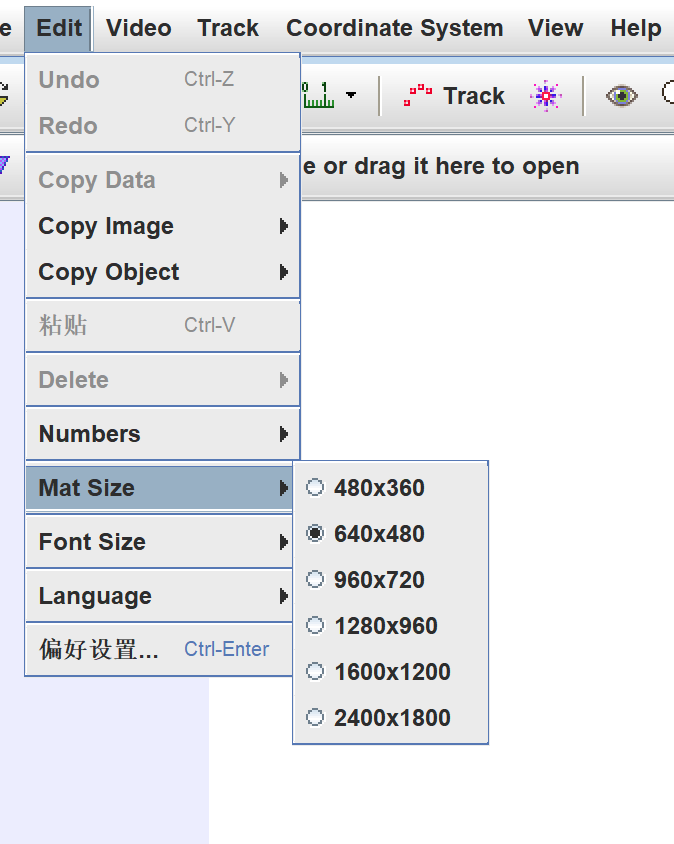 e Edit Video Track Coordinate System View Help
0 1 Track
e or drag it here to open
Undo Ctrl-Z
Redo Ctrl-Y
Copy Data
Copy Image
Copy Object
粘贴 Ctrl-V
Delete
Numbers
Mat Size
Font Size
Language
偏好设置... Ctrl-Enter
480x360
640x480
960x720
1280x960
1600x1200
2400x1800